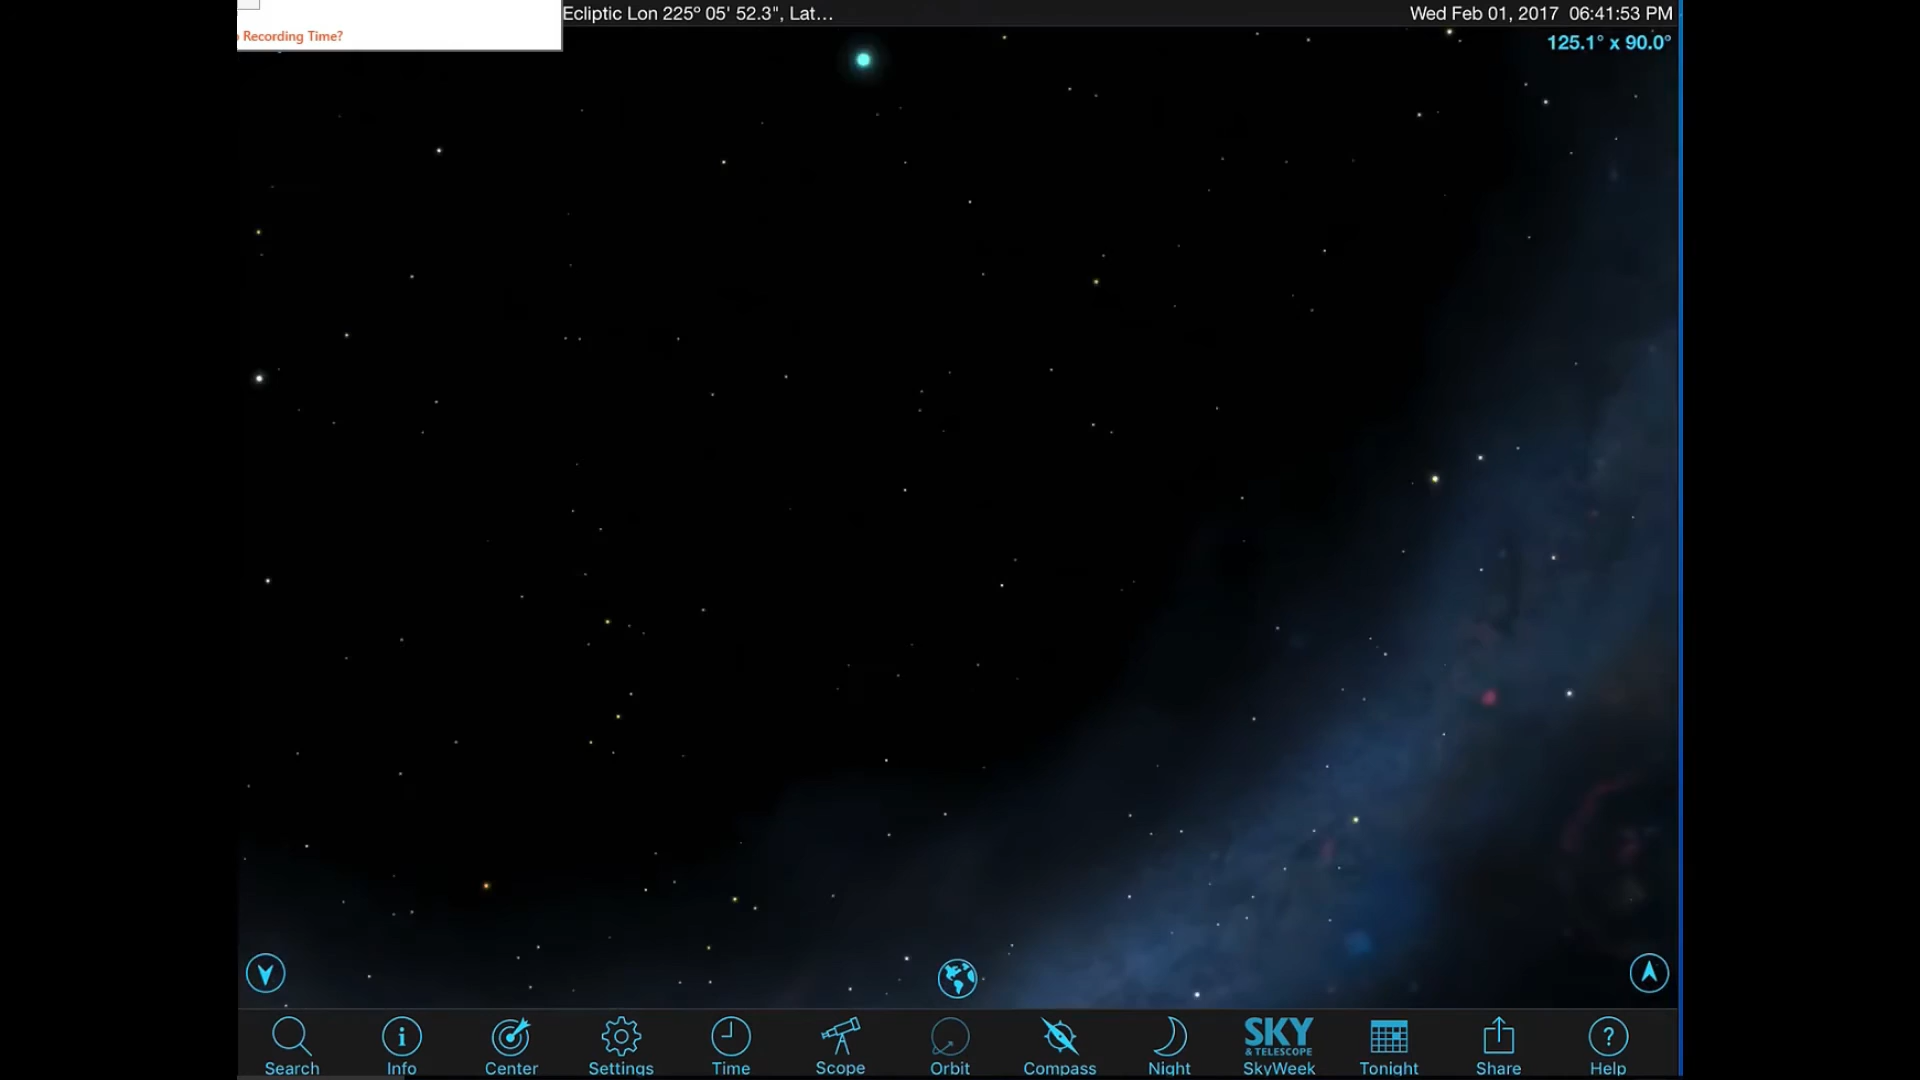 Recording Time?
Ecliptic Lon 225° 05' 52.3", Lat...
Wed Feb 01, 2017 06:41:53 PM
125.1° x 90.0°
Search
Info
Center
Settings
Time
Scope
Orbit
Compass
Night
SKY
& TELESCOPE
SkyWeek
Tonight
Share
Help